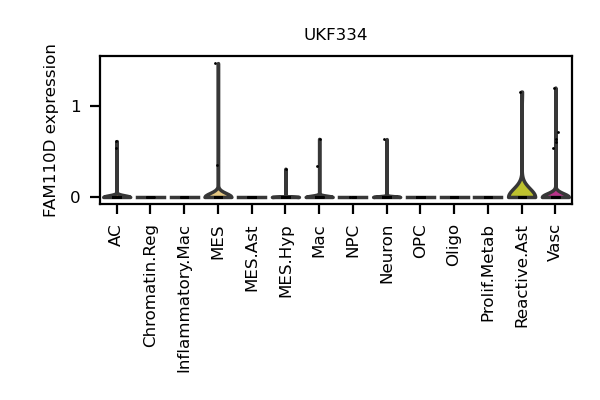 UKF334
FAM110D expression
1
0
AC
Chromatin.Reg
Inflammatory.Mac
MES
MES.Ast
MES.Hyp
Mac
NPC
Neuron
OPC
Oligo
Prolif.Metab
Reactive.Ast
Vasc